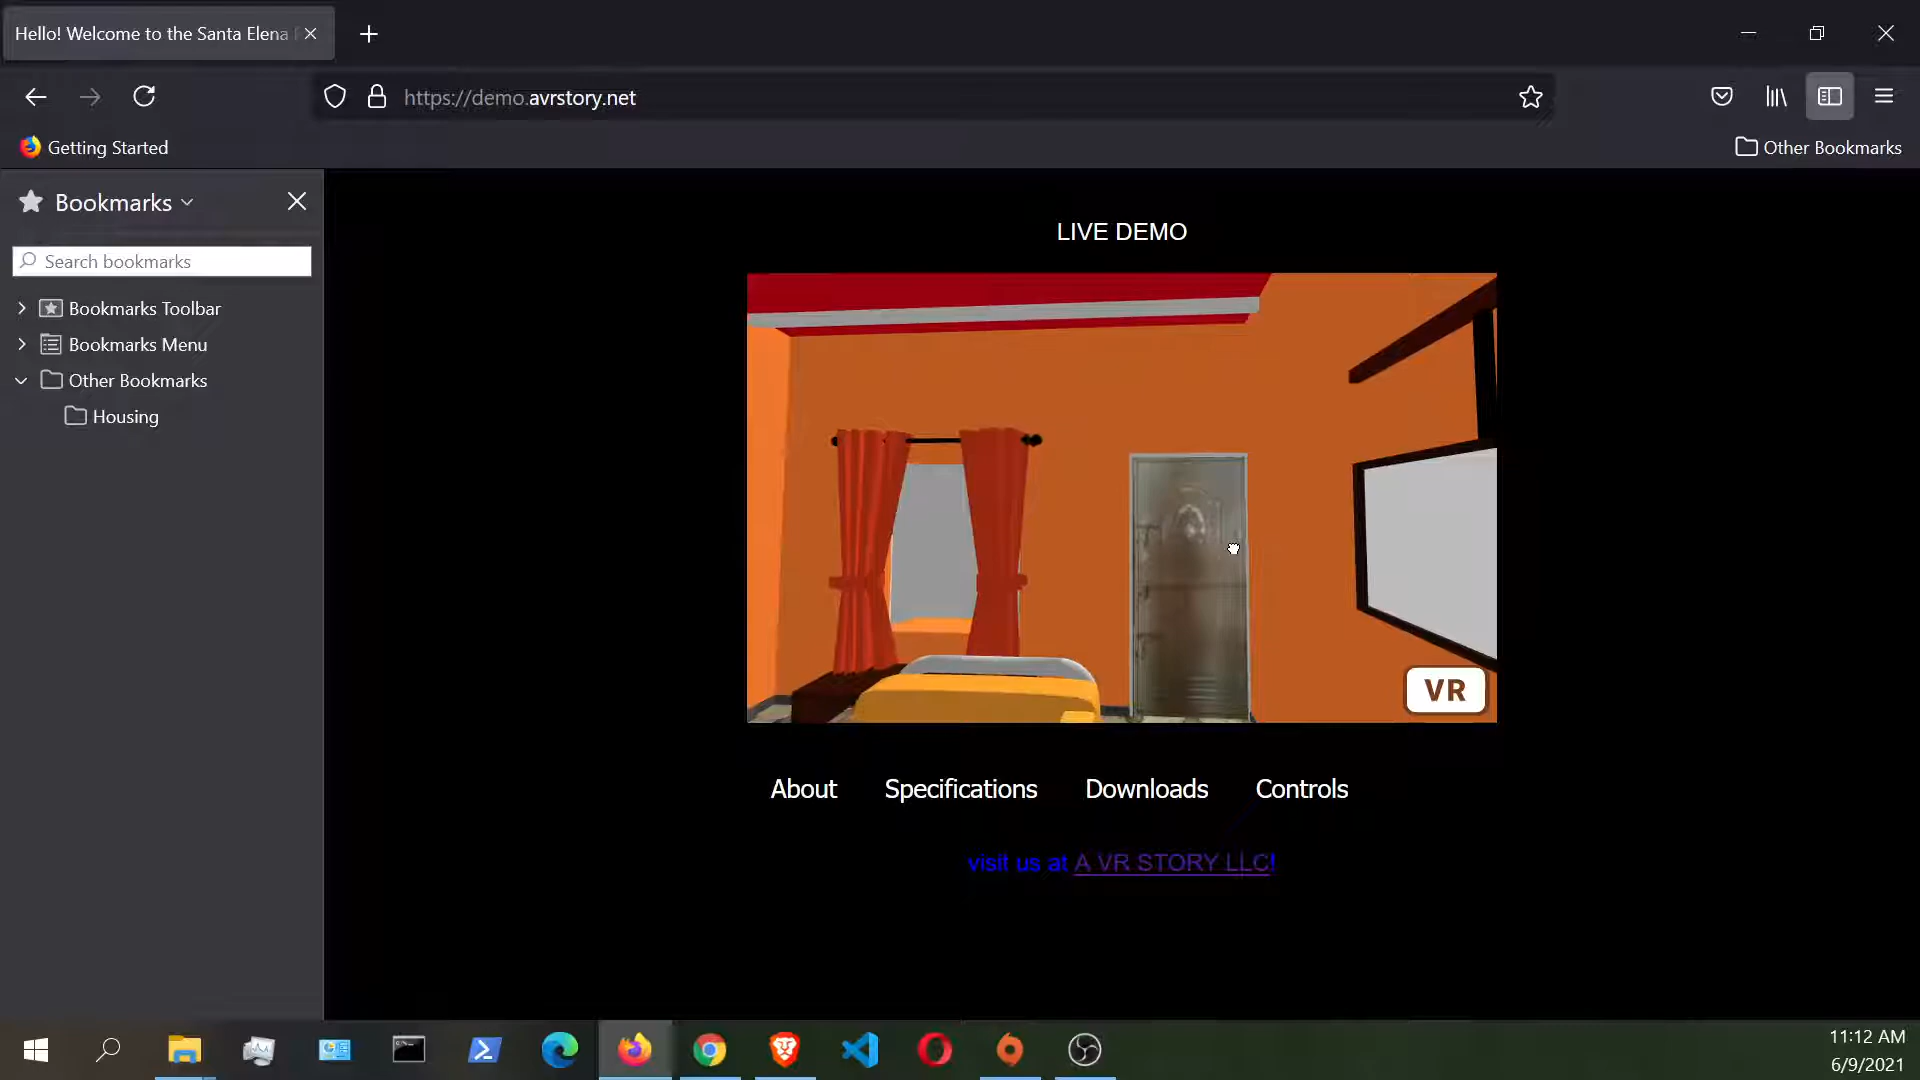 Hello! Welcome to the Santa Elena
https://demo.avrstory.net
Getting Started
Other Bookmarks
Bookmarks
Search bookmarks
Bookmarks Toolbar
Bookmarks Menu
Other Bookmarks
Housing
LIVE DEMO
VR
About Specifications Downloads Controls
visit us at A VR STORY LLC!
11:12 AM
6/9/2021